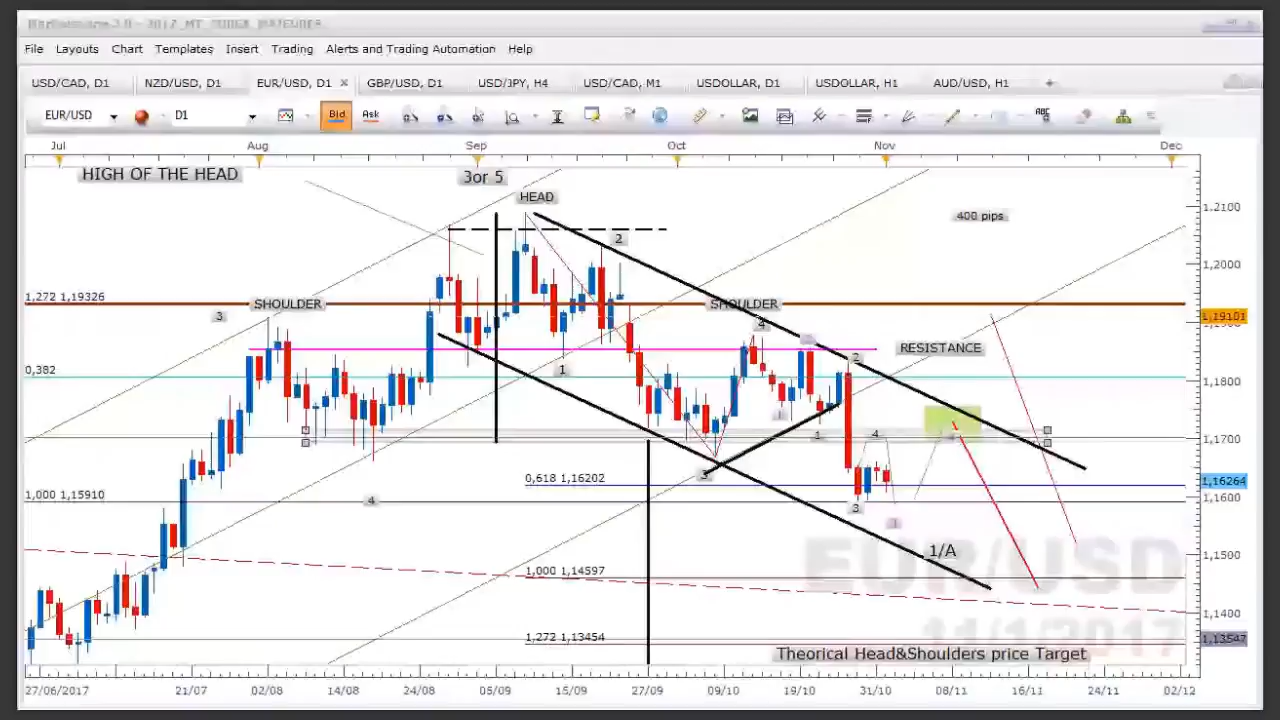 File Layouts Chart Templates Insert Trading Alerts and Trading Automation Help
USD/CAD, D1 NZD/USD, D1 EUR/USD, D1 × GBP/USD, D1 USD/JPY, H4 USD/CAD, M1 USDOLLAR, D1 USDOLLAR, H1 AUD/USD, H1 +
EUR/USD D1 Bid Ask ABC
Jul Aug Sep Oct Nov Dec
HIGH OF THE HEAD
3or 5
HEAD
400 pips
1,2100
2
1,2000
1,272 1,19326
SHOULDER
SHOULDER
3
1,19101
4
RESISTANCE
2
0,382
1
1,1800
1
4
1,1700
3
0,618 1,16202
1,16264
1,000 1,15910
4
1,1600
3
1/A
EUR/USD
1,1500
1,000 1,14597
1,1400
11/1/2017
1,272 1,13454
1,13547
Theorical Head&Shoulders price Target
27/06/2017 21/07 02/08 14/08 24/08 05/09 15/09 27/09 09/10 19/10 31/10 08/11 16/11 24/11 02/12